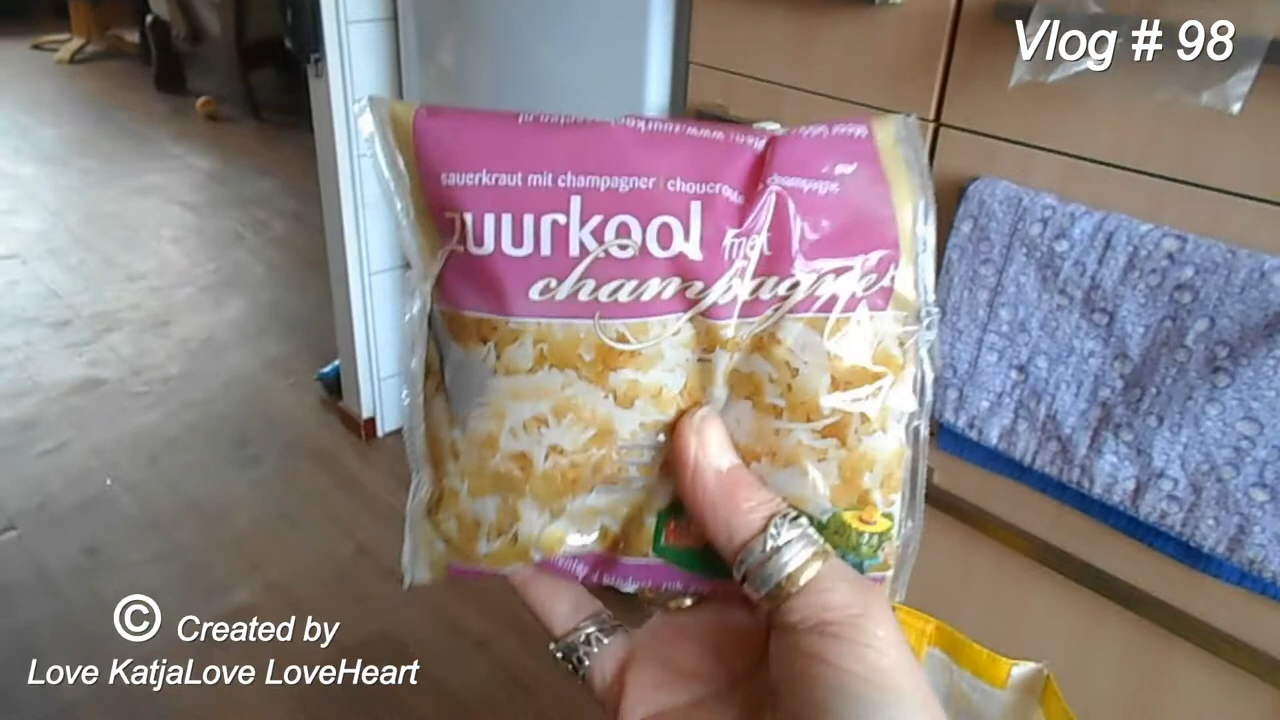 Vlog # 98
sauerkraut mit champagner choucroute
zuurkool met
champagne
© Created by
Love KatjaLove LoveHeart